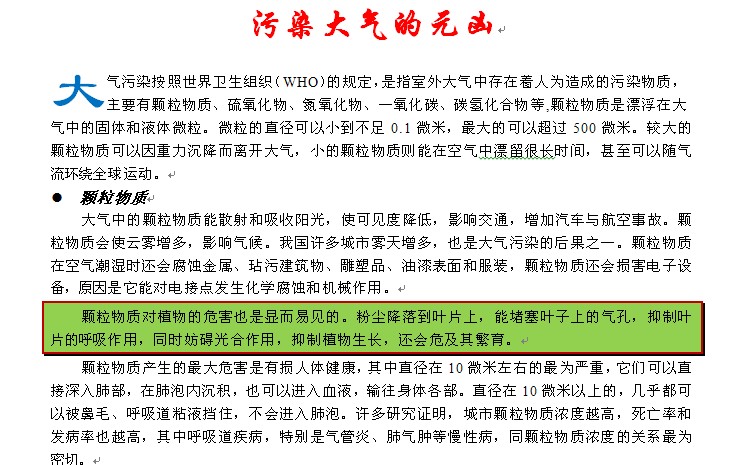 污染大气的元凶
大气污染按照世界卫生组织（WHO）的规定，是指室外大气中存在着人为造成的污染物质，
主要有颗粒物质、硫氧化物、氮氧化物、一氧化碳、碳氢化合物等,颗粒物质是漂浮在大
气中的固体和液体微粒。微粒的直径可以小到不足 0.1 微米，最大的可以超过 500 微米。较大的
颗粒物质可以因重力沉降而离开大气，小的颗粒物质则能在空气中漂留很长时间，甚至可以随气
流环绕全球运动。
● 颗粒物质
大气中的颗粒物质能散射和吸收阳光，使可见度降低，影响交通，增加汽车与航空事故。颗
粒物质会使云雾增多，影响气候。我国许多城市雾天增多，也是大气污染的后果之一。颗粒物质
在空气潮湿时还会腐蚀金属、玷污建筑物、雕塑品、油漆表面和服装，颗粒物质还会损害电子设
备，原因是它能对电接点发生化学腐蚀和机械作用。
颗粒物质对植物的危害也是显而易见的。粉尘降落到叶片上，能堵塞叶子上的气孔，抑制叶
片的呼吸作用，同时妨碍光合作用，抑制植物生长，还会危及其繁育。
颗粒物质产生的最大危害是有损人体健康，其中直径在 10 微米左右的最为严重，它们可以直
接深入肺部，在肺泡内沉积，也可以进入血液，输往身体各部。直径在 10 微米以上的，几乎都可
以被鼻毛、呼吸道粘液挡住，不会进入肺泡。许多研究证明，城市颗粒物质浓度越高，死亡率和
发病率也越高，其中呼吸道疾病，特别是气管炎、肺气肿等慢性病，同颗粒物质浓度的关系最为
密切。